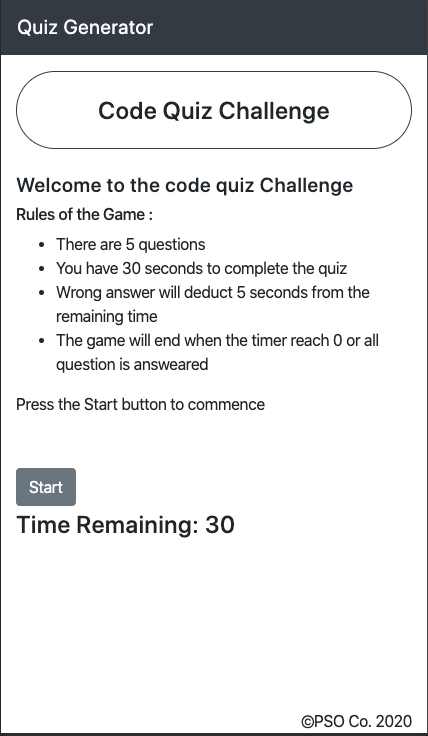 Quiz Generator
Code Quiz Challenge
Welcome to the code quiz Challenge
Rules of the Game :
There are 5 questions
You have 30 seconds to complete the quiz
Wrong answer will deduct 5 seconds from the
remaining time
The game will end when the timer reach 0 or all
question is answeared
Press the Start button to commence
Start
Time Remaining: 30
©PSO Co. 2020